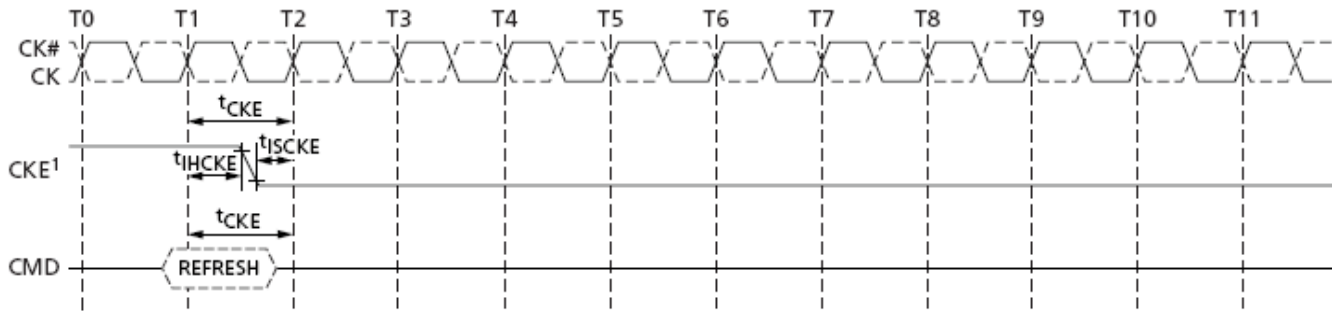 T0 T1 T2 T3 T4 T5 T6 T7 T8 T9 T10 T11
CK#
CK
tCKE
tISCKE
tIHCKE
CKE1
tCKE
CMD
REFRESH